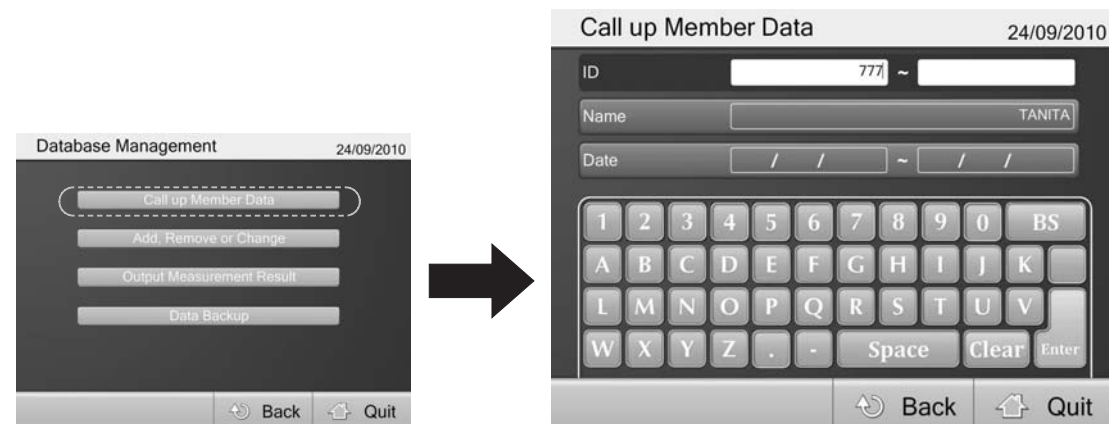 Database Management 24/09/2010
Call up Member Data
Add, Remove or Change
Output Measurement Result
Data Backup
Back Quit
Call up Member Data 24/09/2010
ID 777 ~
Name TANITA
Date / / ~ / /
1 2 3 4 5 6 7 8 9 0 BS
A B C D E F G H I J K
L M N O P Q R S T U V
W X Y Z . - Space Clear Enter
Back Quit